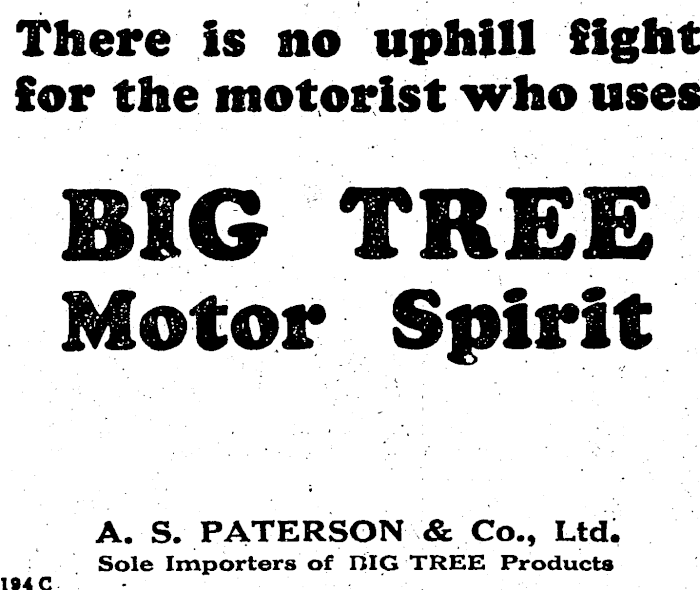 There is no uphill fight
for the motorist who uses
BIG TREE
Motor Spirit
A. S. PATERSON & Co., Ltd.
Sole Importers of BIG TREE Products
194 C